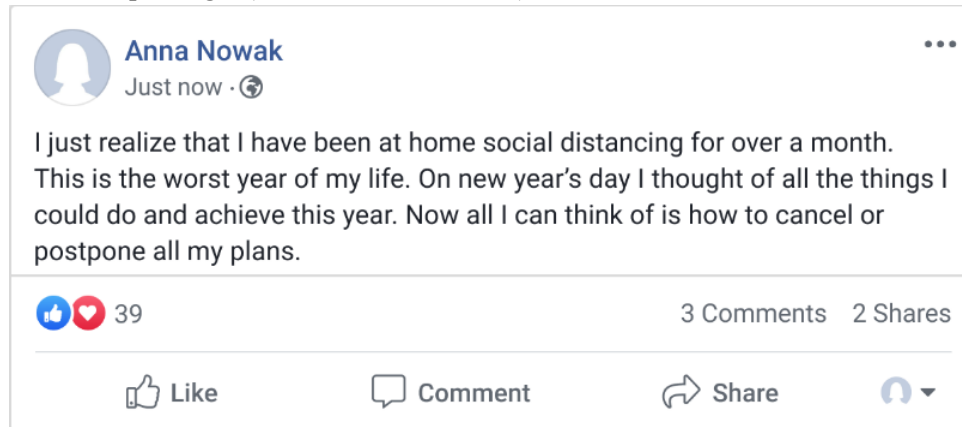 Anna Nowak
Just now ·
I just realize that I have been at home social distancing for over a month.
This is the worst year of my life. On new year's day I thought of all the things I
could do and achieve this year. Now all I can think of is how to cancel or
postpone all my plans.
39 3 Comments 2 Shares
Like Comment Share